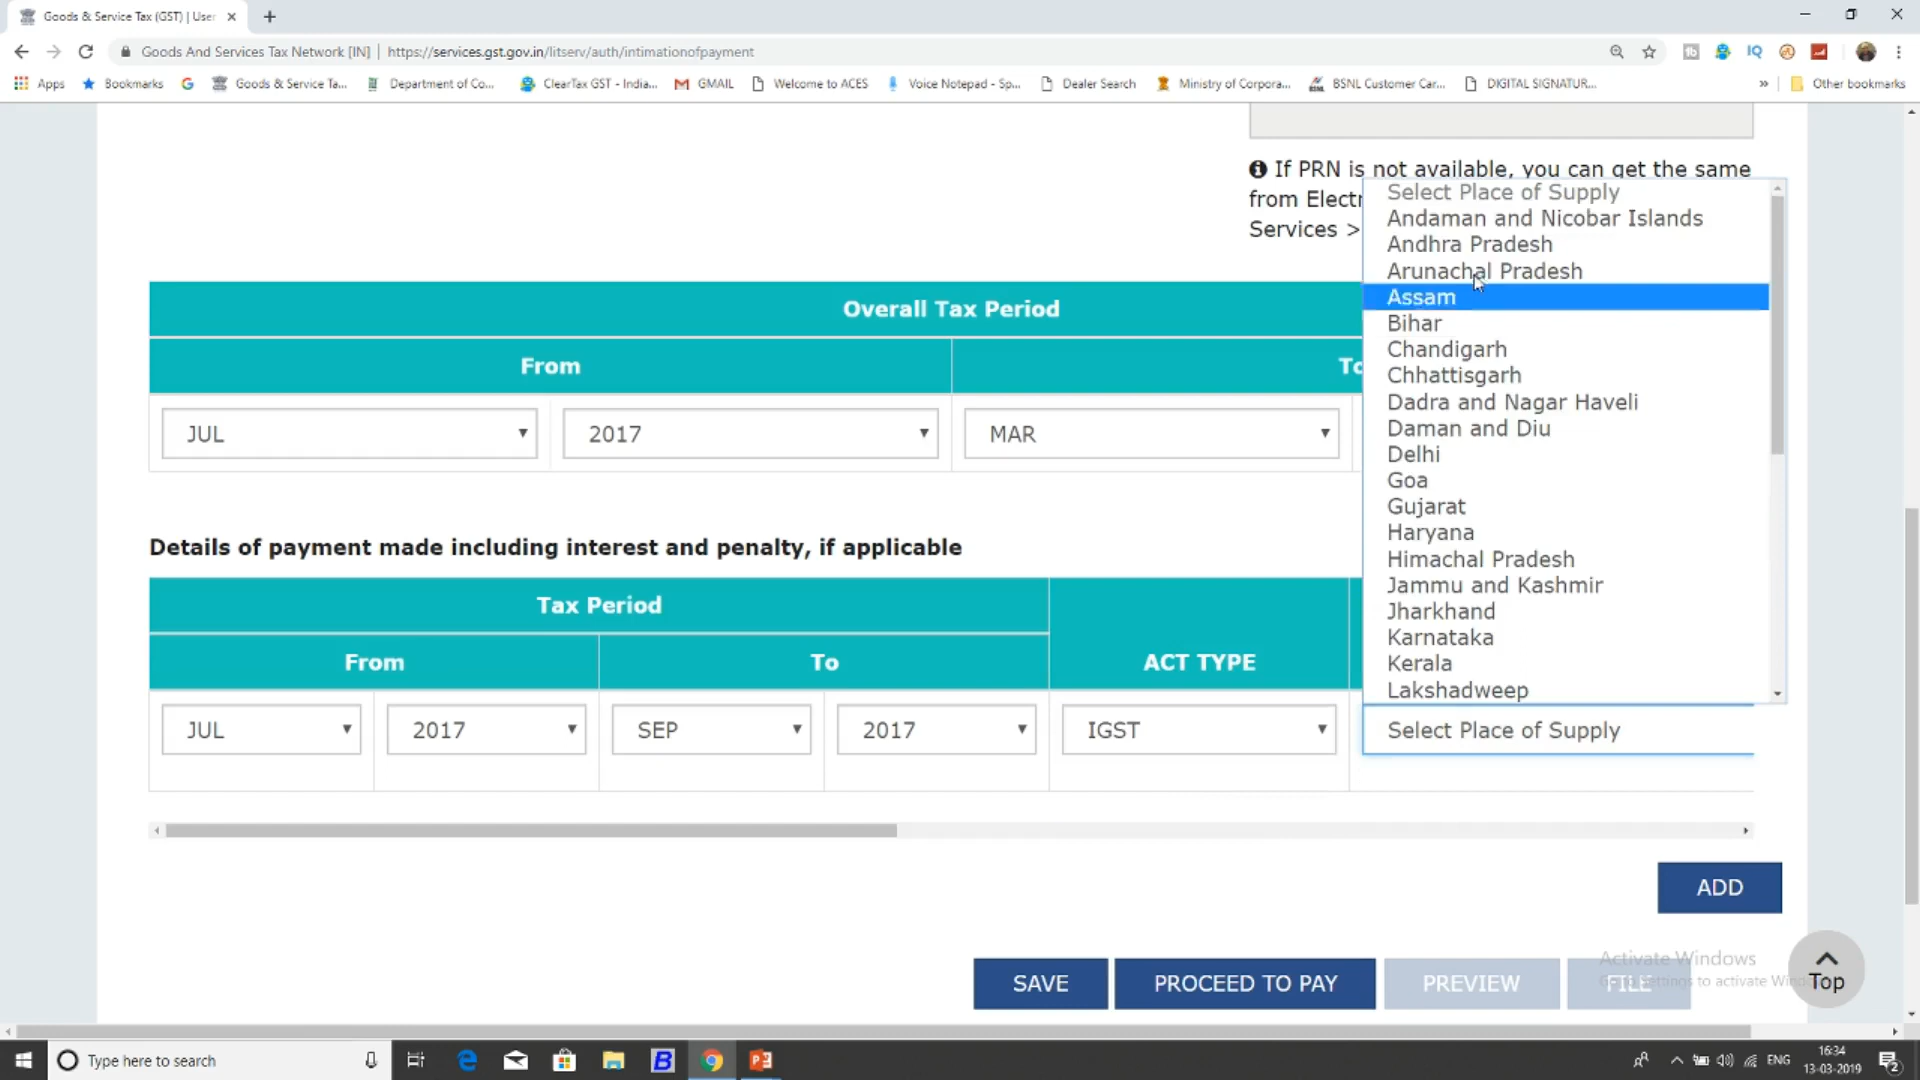 Goods & Service Tax (GST) | User
Goods And Services Tax Network [IN] | https://services.gst.gov.in/litserv/auth/intimationofpayment
IQ
Apps Bookmarks Goods & Service Ta... Department of Co... ClearTax GST - India... GMAIL Welcome to ACES Voice Notepad - Sp... Dealer Search Ministry of Corpora... BSNL Customer Car... DIGITAL SIGNATUR... » Other bookmarks
If PRN is not available, you can get the same
from Electr
Services >
Select Place of Supply
Andaman and Nicobar Islands
Andhra Pradesh
Arunachal Pradesh
Assam
Bihar
Chandigarh
Chhattisgarh
Dadra and Nagar Haveli
Daman and Diu
Delhi
Goa
Gujarat
Haryana
Himachal Pradesh
Jammu and Kashmir
Jharkhand
Karnataka
Kerala
Lakshadweep
Overall Tax Period
From To
JUL 2017 MAR
Details of payment made including interest and penalty, if applicable
Tax Period
From To ACT TYPE
JUL 2017 SEP 2017 IGST Select Place of Supply
ADD
SAVE PROCEED TO PAY PREVIEW FILE
Activate Windows
Top
Type here to search
ENG
16:34
13-03-2019
2